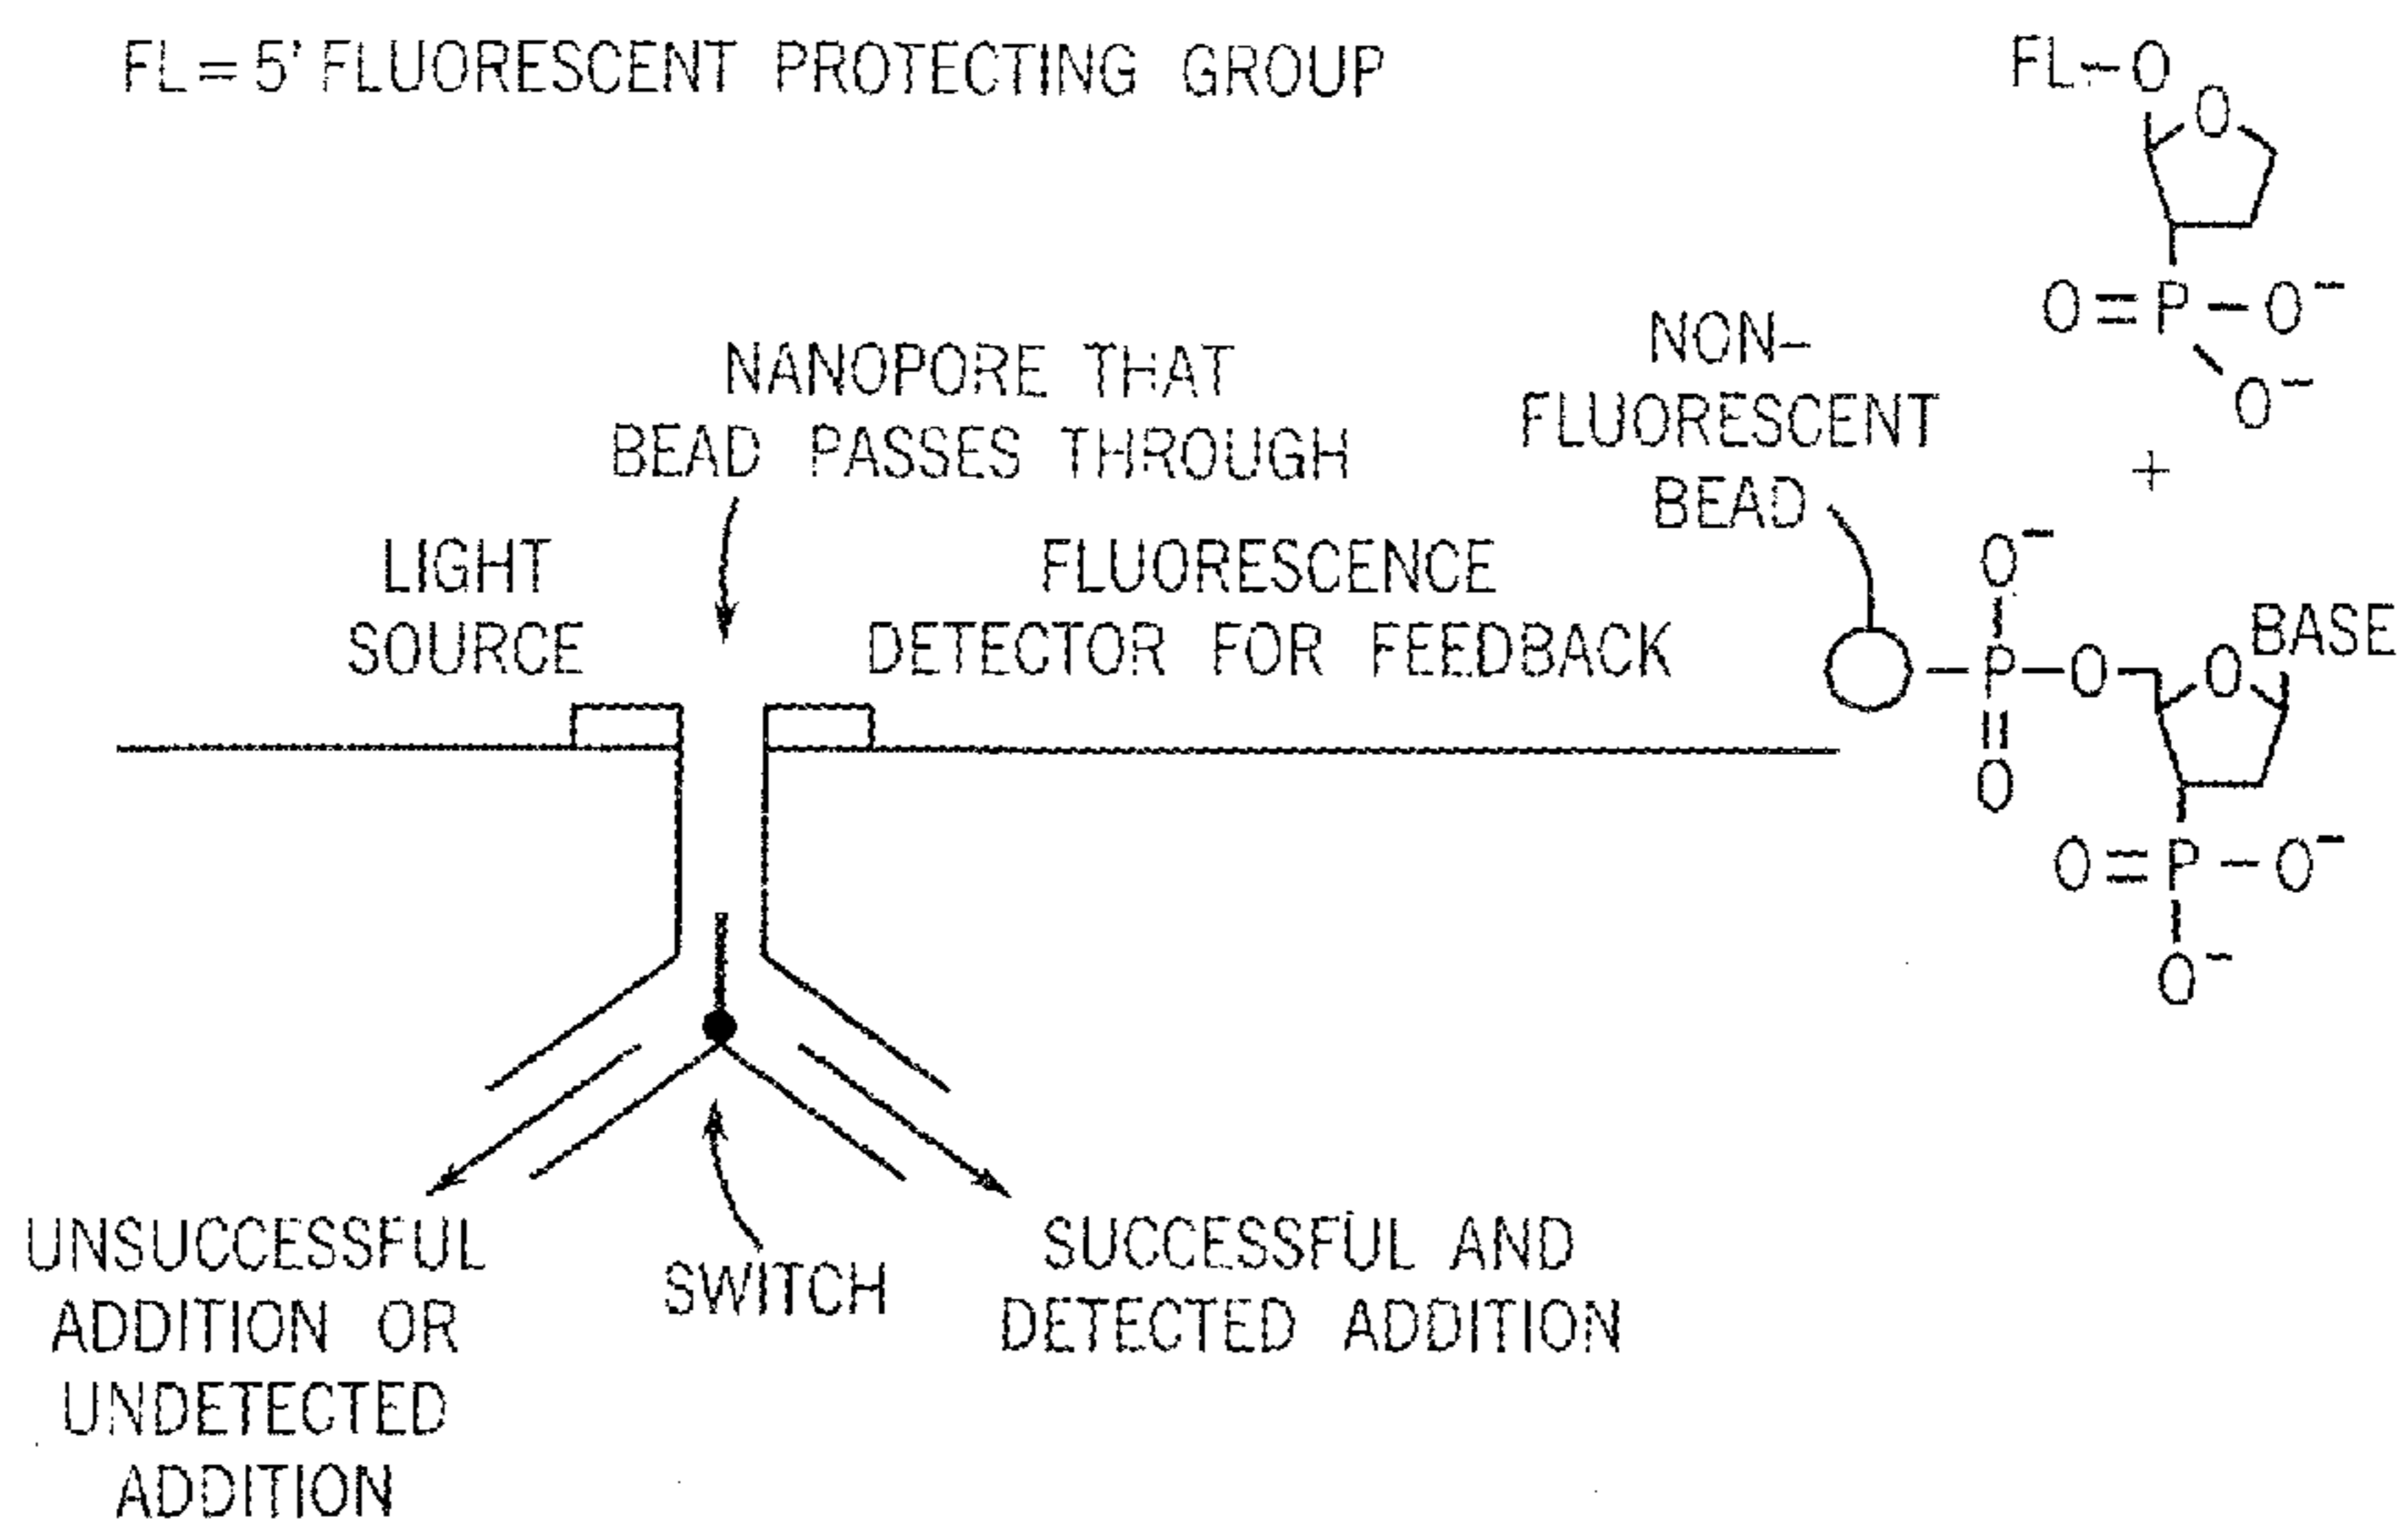 FL = 5' FLUORESCENT PROTECTING GROUP
FL-O
O
O=P-O⁻
O⁻
+
NANOPORE THAT
BEAD PASSES THROUGH
NON-
FLUORESCENT
BEAD
LIGHT
SOURCE
FLUORESCENCE
DETECTOR FOR FEEDBACK
O⁻
P-O
O
BASE
O
O=P-O⁻
O⁻
UNSUCCESSFUL
ADDITION OR
UNDETECTED
ADDITION
SWITCH
SUCCESSFUL AND
DETECTED ADDITION